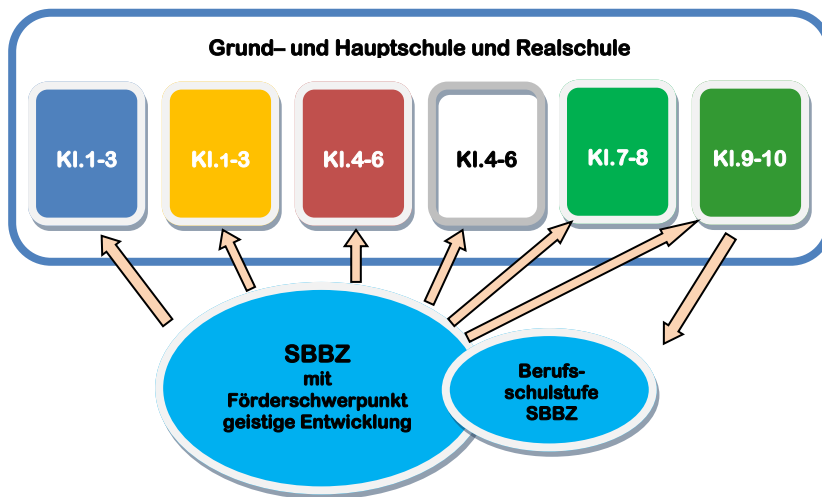 Grund– und Hauptschule und Realschule
Kl.1-3
Kl.1-3
Kl.4-6
Kl.4-6
Kl.7-8
Kl.9-10
SBBZ
mit
Förderschwerpunkt
geistige Entwicklung
Berufs-
schulstufe
SBBZ